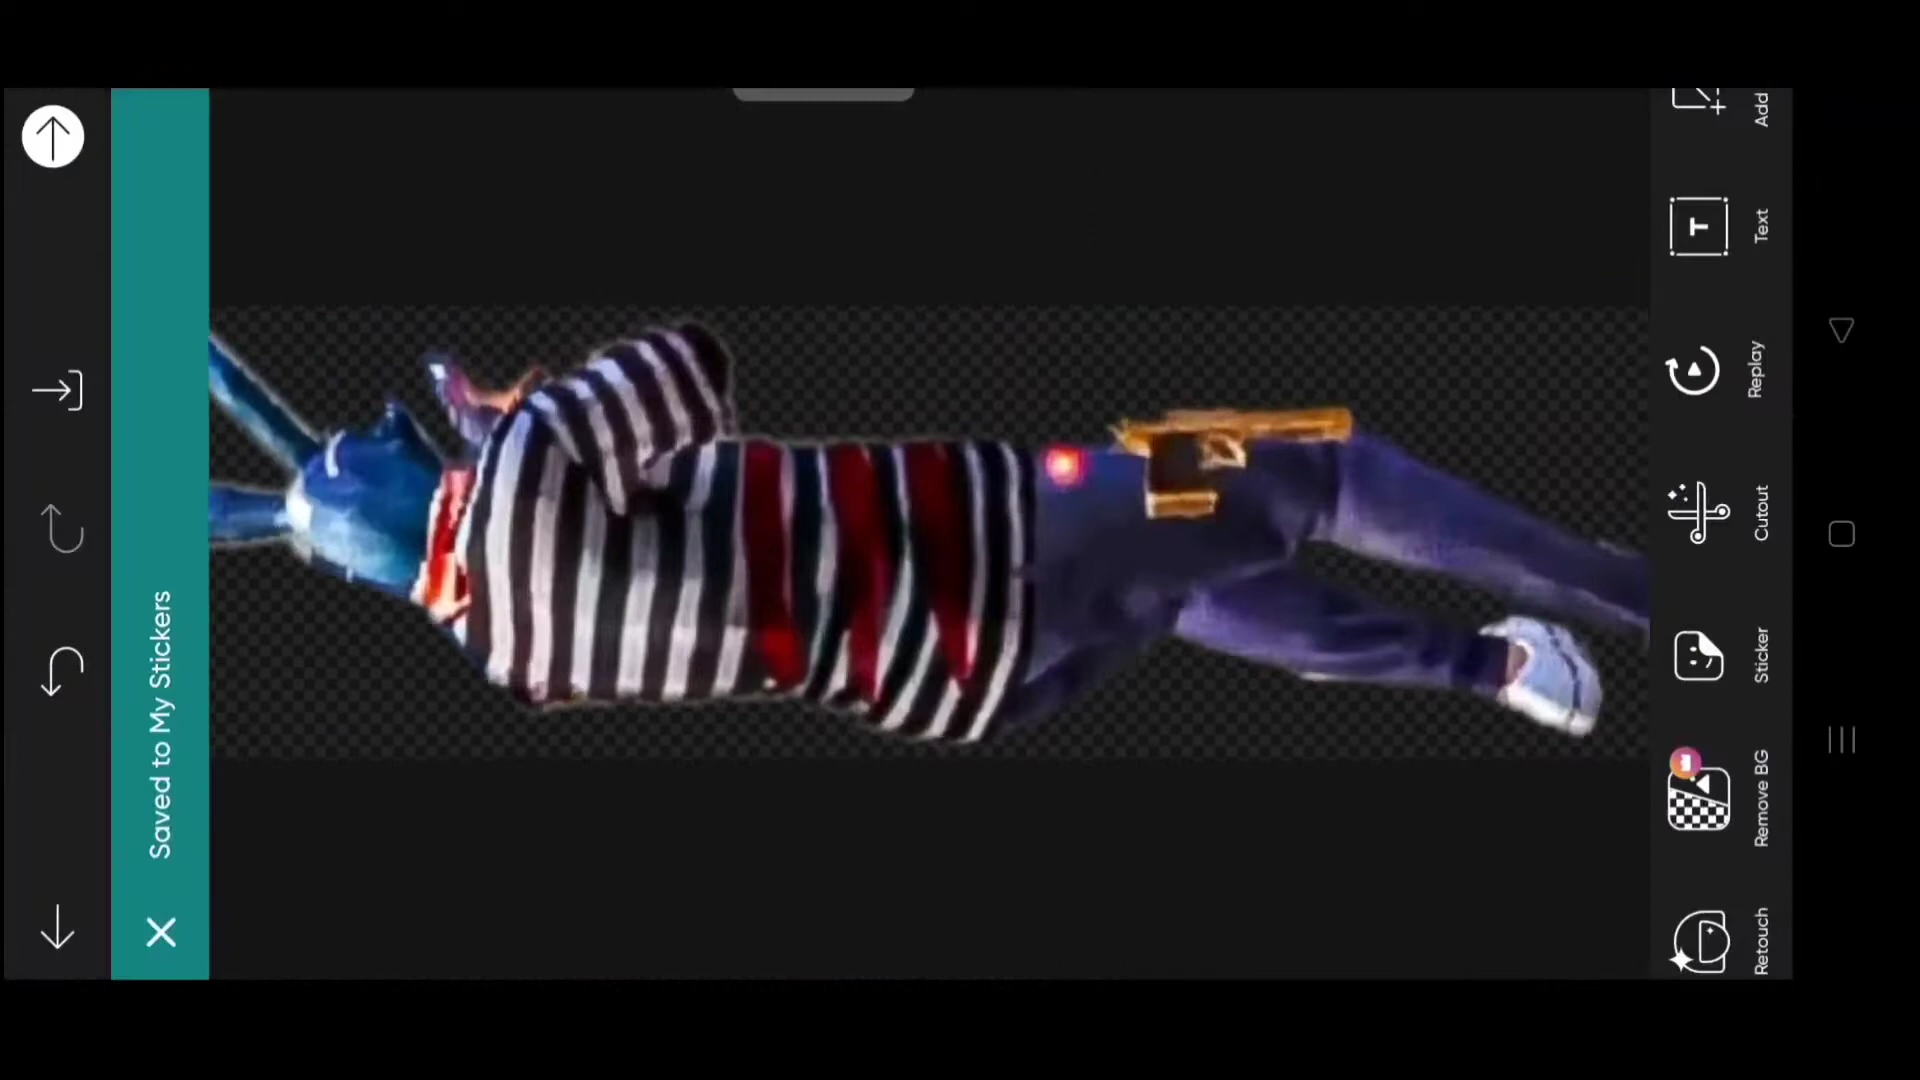 Saved to My Stickers
Retouch
Remove BG
Sticker
Cutout
Replay
T
Text
Add